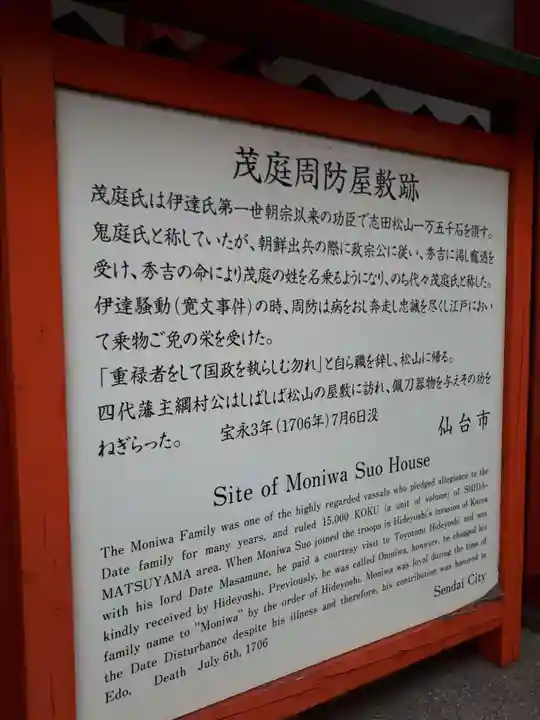 茂庭周防屋敷跡
茂庭氏は伊達氏第一世朝宗以来の功臣で志田松山一万五千石を領す。
鬼庭氏と称していたが、朝鮮出兵の際に政宗公に従い、秀吉に謁し寵遇を
受け、秀吉の命により茂庭の姓を名乗るようになり、のち代々茂庭氏と称した。
伊達騒動(寛文事件)の時、周防は病をおし奔走し忠誠を尽くし江戸におい
て乗物ご免の栄を受けた。
「重禄者をして国政を執らしむ勿れ」と自ら職を辞し、松山に帰る。
四代藩主綱村公はしばしば松山の屋敷に訪れ、佩刀器物を与えその功を
ねぎらった。 宝永3年(1706年)7月6日没 仙台市
Site of Moniwa Suo House
The Moniwa Family was one of the highly regarded vassals who pledged allegiance to the
Date family for many years, and ruled 15,000 KOKU (a unit of volume) of SHIDA-
MATSUYAMA area. When Moniwa Suo joined the troops in Hideyoshi's invasion of Korea
with his lord Date Masamune, he paid a courtesy visit to Toyotomi Hideyoshi and was
kindly received by Hideyoshi. Previously, he was called Oniniwa, however, he changed his
family name to "Moniwa" by the order of Hideyoshi. Moniwa was loyal during the time of
the Date Disturbance despite his illness and therefore, his contribution was honored in
Edo. Death July 6th, 1706 Sendai City